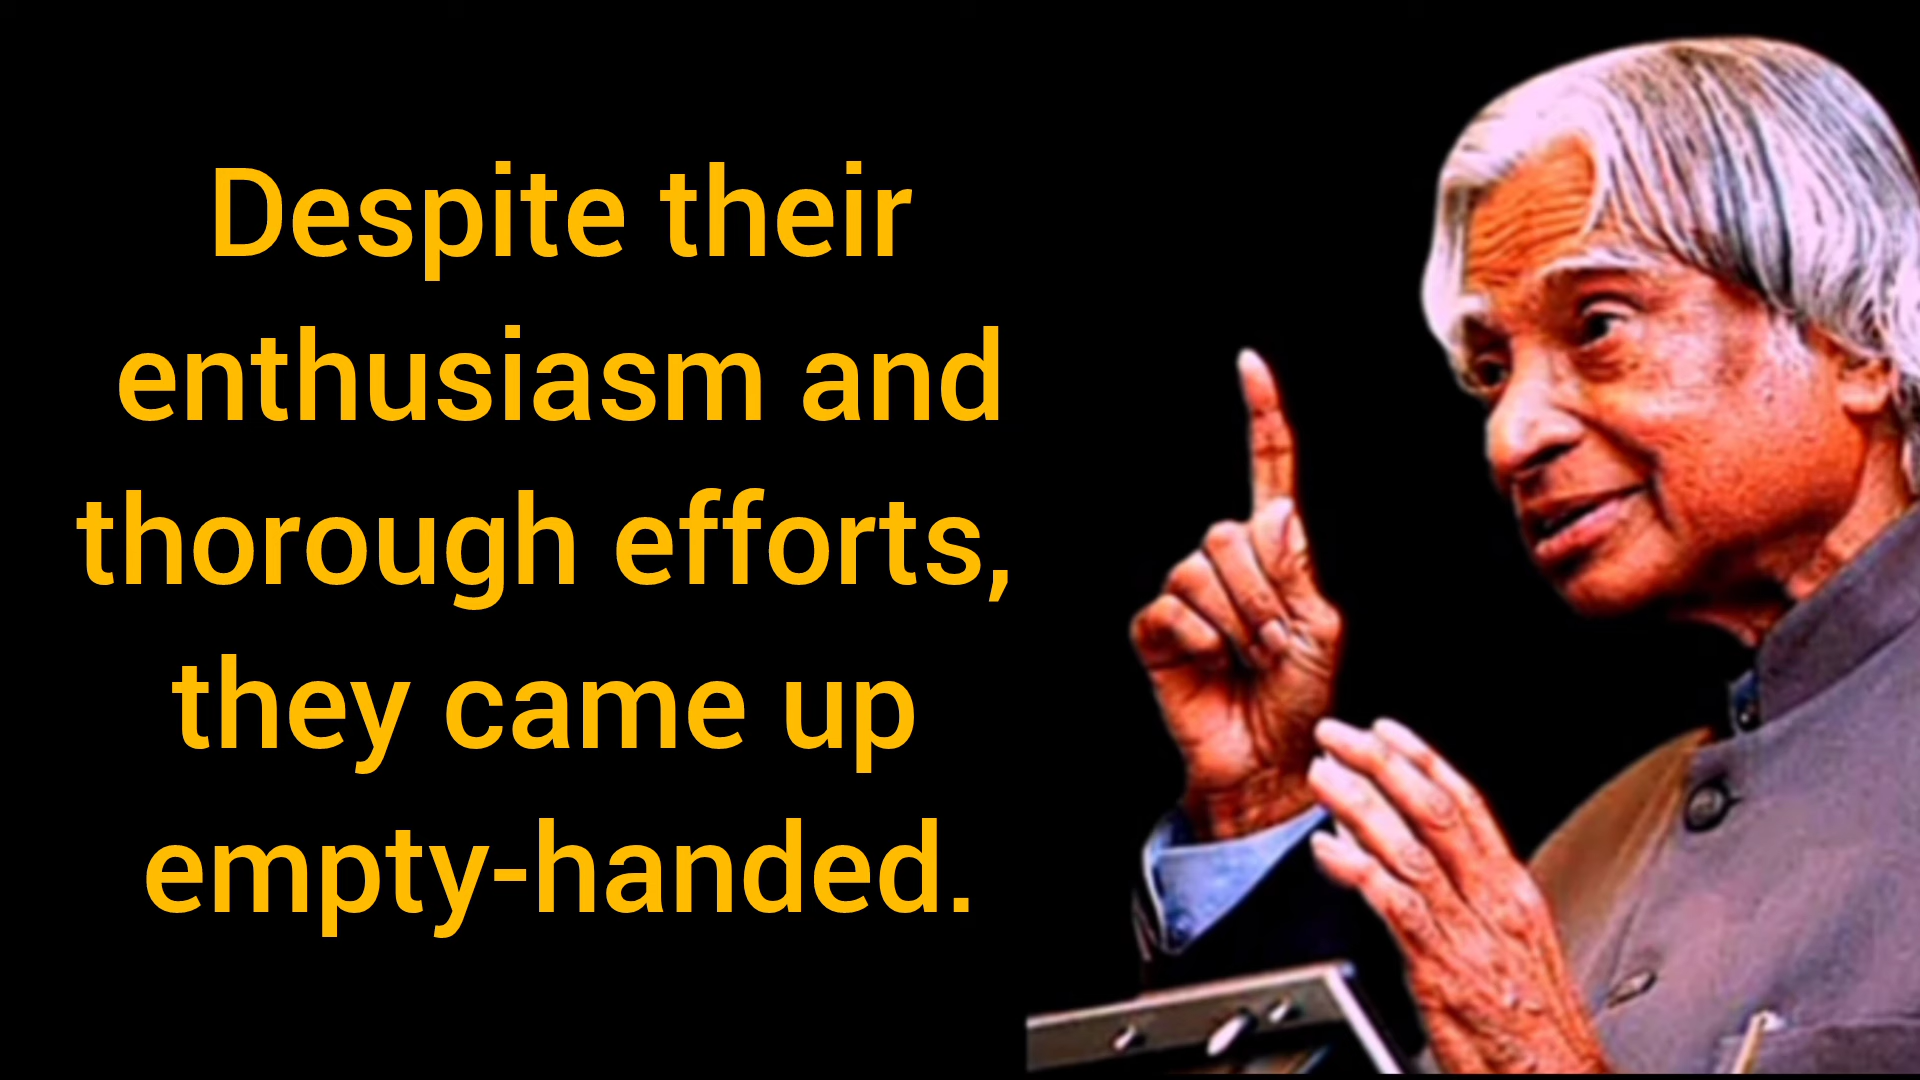 Despite their
enthusiasm and
thorough efforts,
they came up
empty-handed.